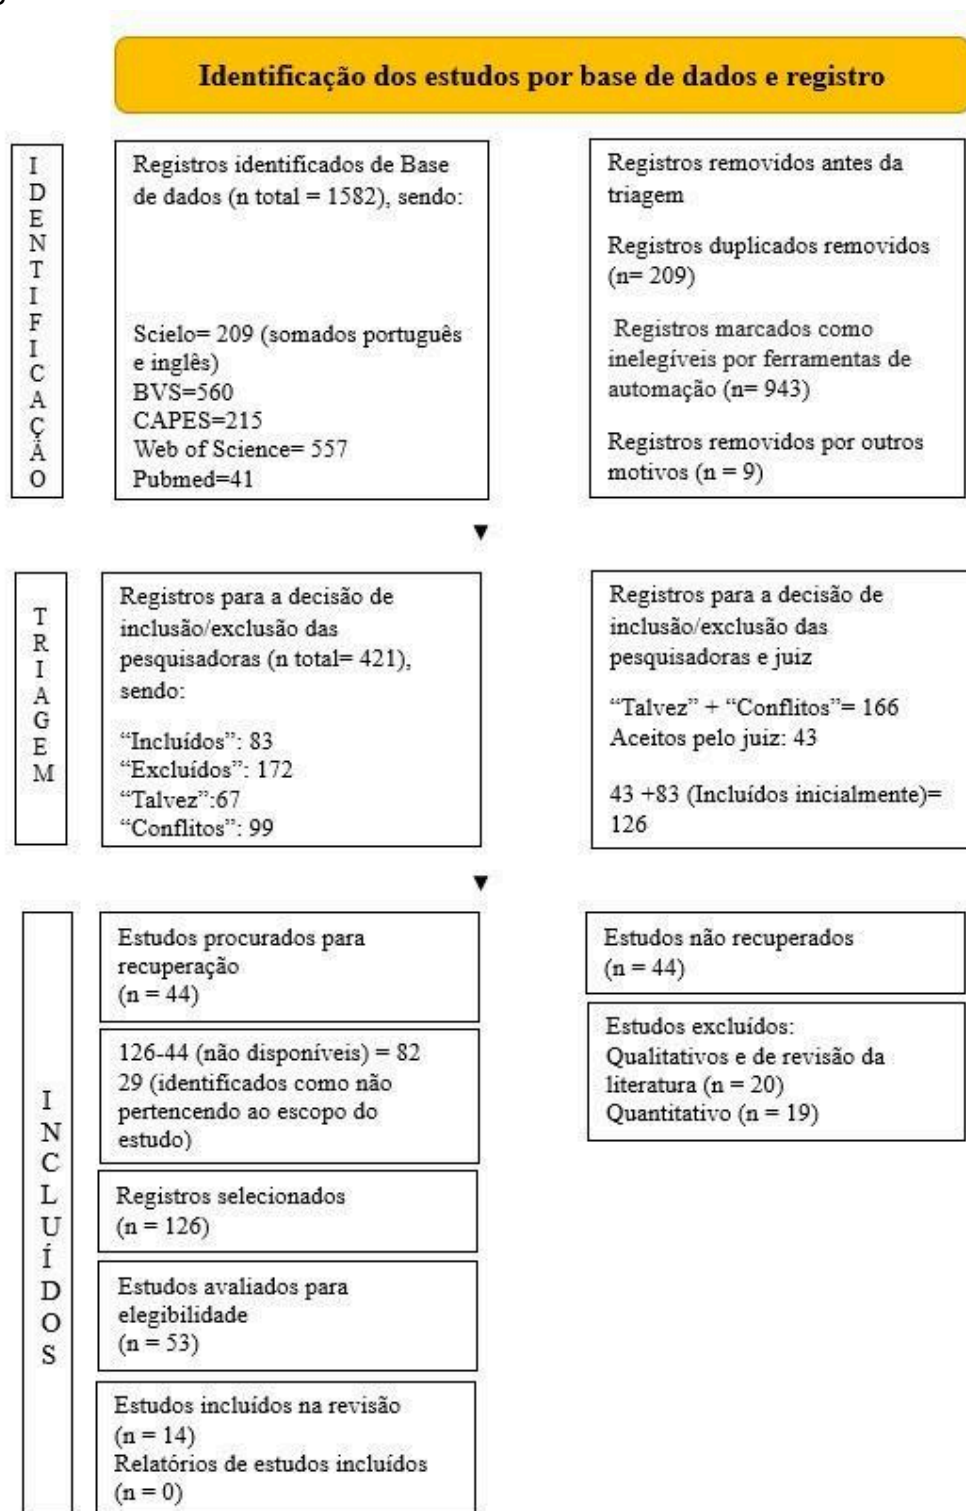 Identificação dos estudos por base de dados e registro
IDENTIFICAÇÃO
Registros identificados de Base
de dados (n total = 1582), sendo:
Scielo= 209 (somados português
e inglês)
BVS=560
CAPES=215
Web of Science= 557
Pubmed=41
Registros removidos antes da
triagem
Registros duplicados removidos
(n= 209)
Registros marcados como
inelegíveis por ferramentas de
automação (n= 943)
Registros removidos por outros
motivos (n = 9)
TRIAGEM
Registros para a decisão de
inclusão/exclusão das
pesquisadoras (n total= 421),
sendo:
“Incluídos”: 83
“Excluídos”: 172
“Talvez”:67
“Conflitos”: 99
Registros para a decisão de
inclusão/exclusão das
pesquisadoras e juiz
“Talvez” + “Conflitos”= 166
Aceitos pelo juiz: 43
43 +83 (Incluídos inicialmente)=
126
INCLUÍDOS
Estudos procurados para
recuperação
(n = 44)
126-44 (não disponíveis) = 82
29 (identificados como não
pertencendo ao escopo do
estudo)
Registros selecionados
(n = 126)
Estudos avaliados para
elegibilidade
(n = 53)
Estudos incluídos na revisão
(n = 14)
Relatórios de estudos incluídos
(n = 0)
Estudos não recuperados
(n = 44)
Estudos excluídos:
Qualitativos e de revisão da
literatura (n = 20)
Quantitativo (n = 19)